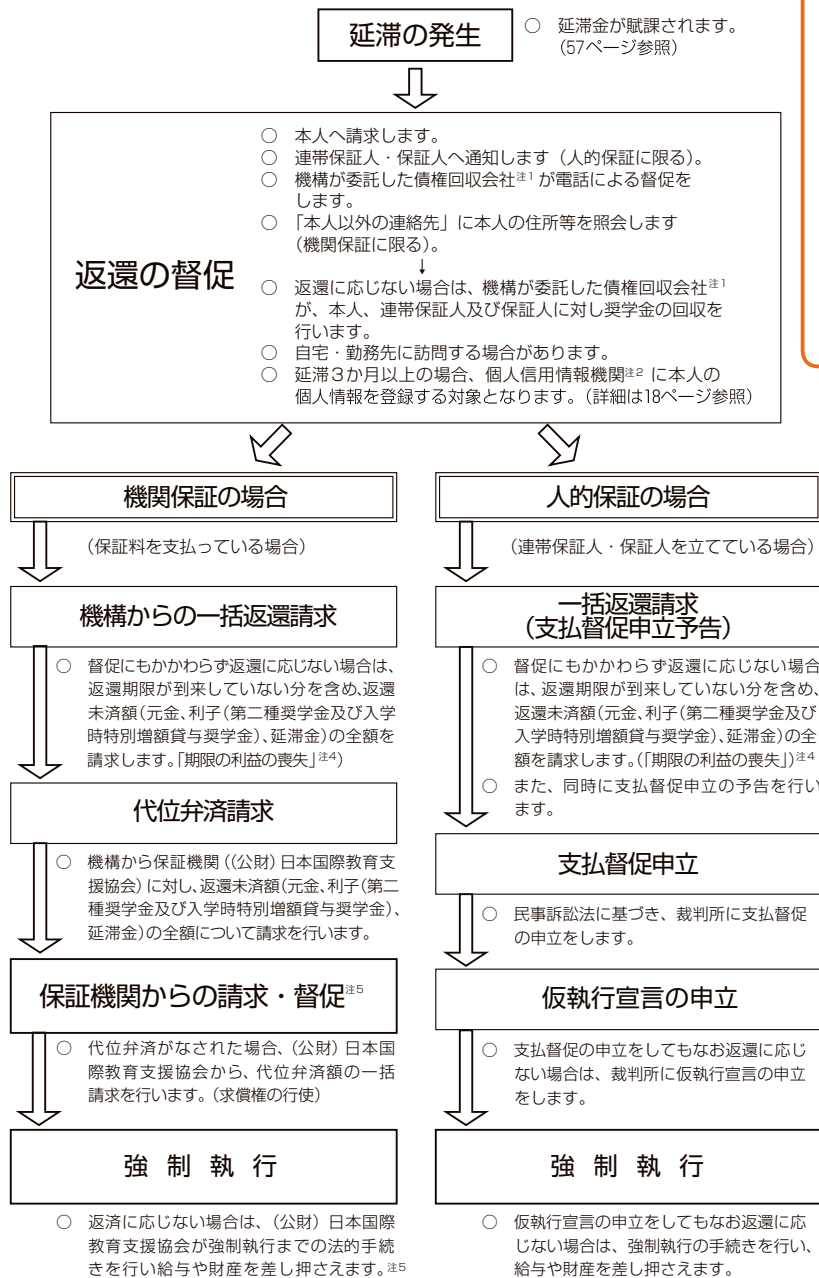 延滞の発生
○ 延滞金が賦課されます。
(57ページ参照)
返還の督促
○ 本人へ請求します。
○ 連帯保証人・保証人へ通知します（人的保証に限る）。
○ 機構が委託した債権回収会社注1 が電話による督促を
します。
○ 「本人以外の連絡先」に本人の住所等を照会します
(機関保証に限る)。
↓
○ 返還に応じない場合は、機構が委託した債権回収会社注1
が、本人、連帯保証人及び保証人に対し奨学金の回収を
行います。
○ 自宅・勤務先に訪問する場合があります。
○ 延滞3か月以上の場合、個人信用情報機関注2 に本人の
個人情報を登録する対象となります。(詳細は18ページ参照)
機関保証の場合
(保証料を支払っている場合)
機構からの一括返還請求
○ 督促にもかかわらず返還に応じない場合は、
返還期限が到来していない分を含め、返還
未済額(元金、利子(第二種奨学金及び入学
時特別増額貸与奨学金)、延滞金)の全額を
請求します。「期限の利益の喪失」注4)
代位弁済請求
○ 機構から保証機関((公財)日本国際教育支
援協会)に対し、返還未済額(元金、利子(第二
種奨学金及び入学時特別増額貸与奨学金)、
延滞金)の全額について請求を行います。
保証機関からの請求・督促注5
○ 代位弁済がなされた場合、(公財)日本国
際教育支援協会から、代位弁済額の一括
請求を行います。(求償権の行使)
強制執行
○ 返済に応じない場合は、(公財)日本国際
教育支援協会が強制執行までの法的手続
きを行い給与や財産を差し押さえます。注5
人的保証の場合
(連帯保証人・保証人を立てている場合)
一括返還請求
(支払督促申立予告)
○ 督促にもかかわらず返還に応じない場合
は、返還期限が到来していない分を含め、
返還未済額(元金、利子(第二種奨学金及び
入学時特別増額貸与奨学金)、延滞金)の全
額を請求します。(「期限の利益の喪失」)注4
○ また、同時に支払督促申立の予告を行い
ます。
支払督促申立
○ 民事訴訟法に基づき、裁判所に支払督促
の申立をします。
仮執行宣言の申立
○ 支払督促の申立をしてもなお返還に応じ
ない場合は、裁判所に仮執行宣言の申立
をします。
強制執行
○ 仮執行宣言の申立をしてもなお返還に応
じない場合は、強制執行の手続きを行い、
給与や財産を差し押さえます。